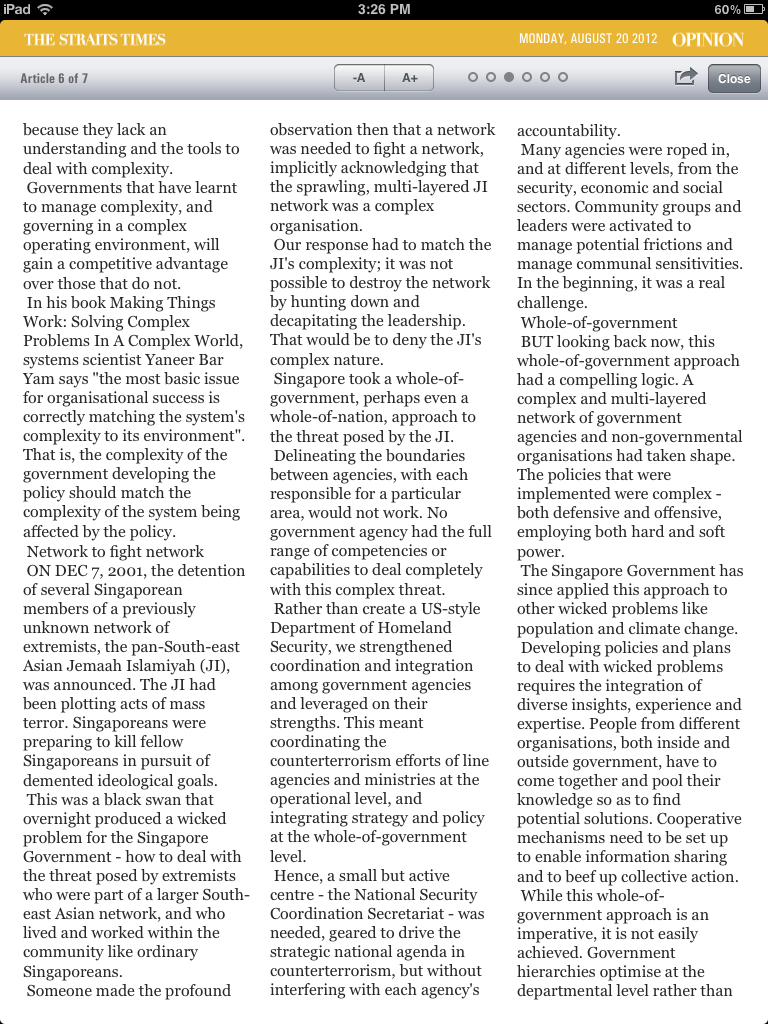 iPad
3:26 PM
60%
THE STRAITS TIMES
MONDAY, AUGUST 20 2012 OPINION
Article 6 of 7
-A A+
Close
because they lack an
understanding and the tools to
deal with complexity.
Governments that have learnt
to manage complexity, and
governing in a complex
operating environment, will
gain a competitive advantage
over those that do not.
In his book Making Things
Work: Solving Complex
Problems In A Complex World,
systems scientist Yaneer Bar
Yam says "the most basic issue
for organisational success is
correctly matching the system's
complexity to its environment".
That is, the complexity of the
government developing the
policy should match the
complexity of the system being
affected by the policy.
Network to fight network
ON DEC 7, 2001, the detention
of several Singaporean
members of a previously
unknown network of
extremists, the pan-South-east
Asian Jemaah Islamiyah (JI),
was announced. The JI had
been plotting acts of mass
terror. Singaporeans were
preparing to kill fellow
Singaporeans in pursuit of
demented ideological goals.
This was a black swan that
overnight produced a wicked
problem for the Singapore
Government - how to deal with
the threat posed by extremists
who were part of a larger South-
east Asian network, and who
lived and worked within the
community like ordinary
Singaporeans.
Someone made the profound
observation then that a network
was needed to fight a network,
implicitly acknowledging that
the sprawling, multi-layered JI
network was a complex
organisation.
Our response had to match the
JI's complexity; it was not
possible to destroy the network
by hunting down and
decapitating the leadership.
That would be to deny the JI's
complex nature.
Singapore took a whole-of-
government, perhaps even a
whole-of-nation, approach to
the threat posed by the JI.
Delineating the boundaries
between agencies, with each
responsible for a particular
area, would not work. No
government agency had the full
range of competencies or
capabilities to deal completely
with this complex threat.
Rather than create a US-style
Department of Homeland
Security, we strengthened
coordination and integration
among government agencies
and leveraged on their
strengths. This meant
coordinating the
counterterrorism efforts of line
agencies and ministries at the
operational level, and
integrating strategy and policy
at the whole-of-government
level.
Hence, a small but active
centre - the National Security
Coordination Secretariat - was
needed, geared to drive the
strategic national agenda in
counterterrorism, but without
interfering with each agency's
accountability.
Many agencies were roped in,
and at different levels, from the
security, economic and social
sectors. Community groups and
leaders were activated to
manage potential frictions and
manage communal sensitivities.
In the beginning, it was a real
challenge.
Whole-of-government
BUT looking back now, this
whole-of-government approach
had a compelling logic. A
complex and multi-layered
network of government
agencies and non-governmental
organisations had taken shape.
The policies that were
implemented were complex -
both defensive and offensive,
employing both hard and soft
power.
The Singapore Government has
since applied this approach to
other wicked problems like
population and climate change.
Developing policies and plans
to deal with wicked problems
requires the integration of
diverse insights, experience and
expertise. People from different
organisations, both inside and
outside government, have to
come together and pool their
knowledge so as to find
potential solutions. Cooperative
mechanisms need to be set up
to enable information sharing
and to beef up collective action.
While this whole-of-
government approach is an
imperative, it is not easily
achieved. Government
hierarchies optimise at the
departmental level rather than